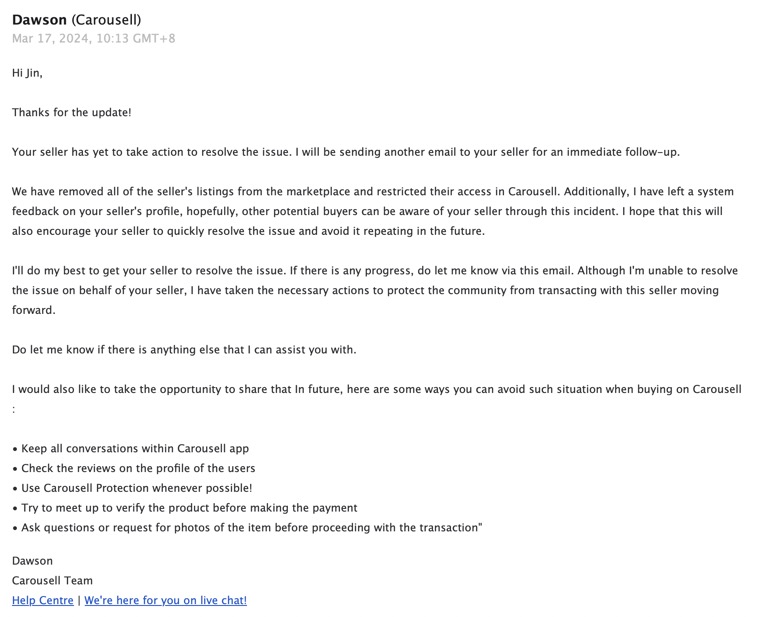 Dawson (Carousell)
Mar 17, 2024, 10:13 GMT+8
Hi Jin,
Thanks for the update!
Your seller has yet to take action to resolve the issue. I will be sending another email to your seller for an immediate follow-up.
We have removed all of the seller's listings from the marketplace and restricted their access in Carousell. Additionally, I have left a system
feedback on your seller's profile, hopefully, other potential buyers can be aware of your seller through this incident. I hope that this will
also encourage your seller to quickly resolve the issue and avoid it repeating in the future.
I'll do my best to get your seller to resolve the issue. If there is any progress, do let me know via this email. Although I'm unable to resolve
the issue on behalf of your seller, I have taken the necessary actions to protect the community from transacting with this seller moving
forward.
Do let me know if there is anything else that I can assist you with.
I would also like to take the opportunity to share that In future, here are some ways you can avoid such situation when buying on Carousell
:
• Keep all conversations within Carousell app
• Check the reviews on the profile of the users
• Use Carousell Protection whenever possible!
• Try to meet up to verify the product before making the payment
• Ask questions or request for photos of the item before proceeding with the transaction"
Dawson
Carousell Team
Help Centre | We're here for you on live chat!